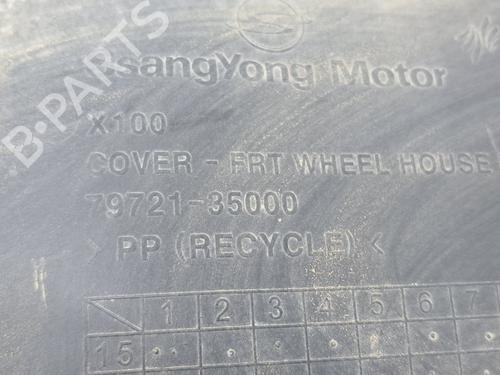 SsangYong Motor
X100
COVER - FRT WHEEL HOUSE
79721-35000
> PP (RECYCLE) <
1 2 3 4 5 6 7
15
B-PARTS